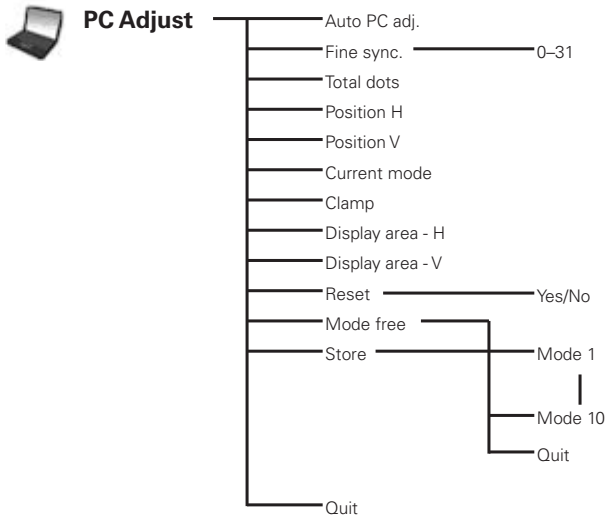 PC Adjust
Auto PC adj.
Fine sync. 0–31
Total dots
Position H
Position V
Current mode
Clamp
Display area - H
Display area - V
Reset Yes/No
Mode free
Store Mode 1
Mode 10
Quit
Quit